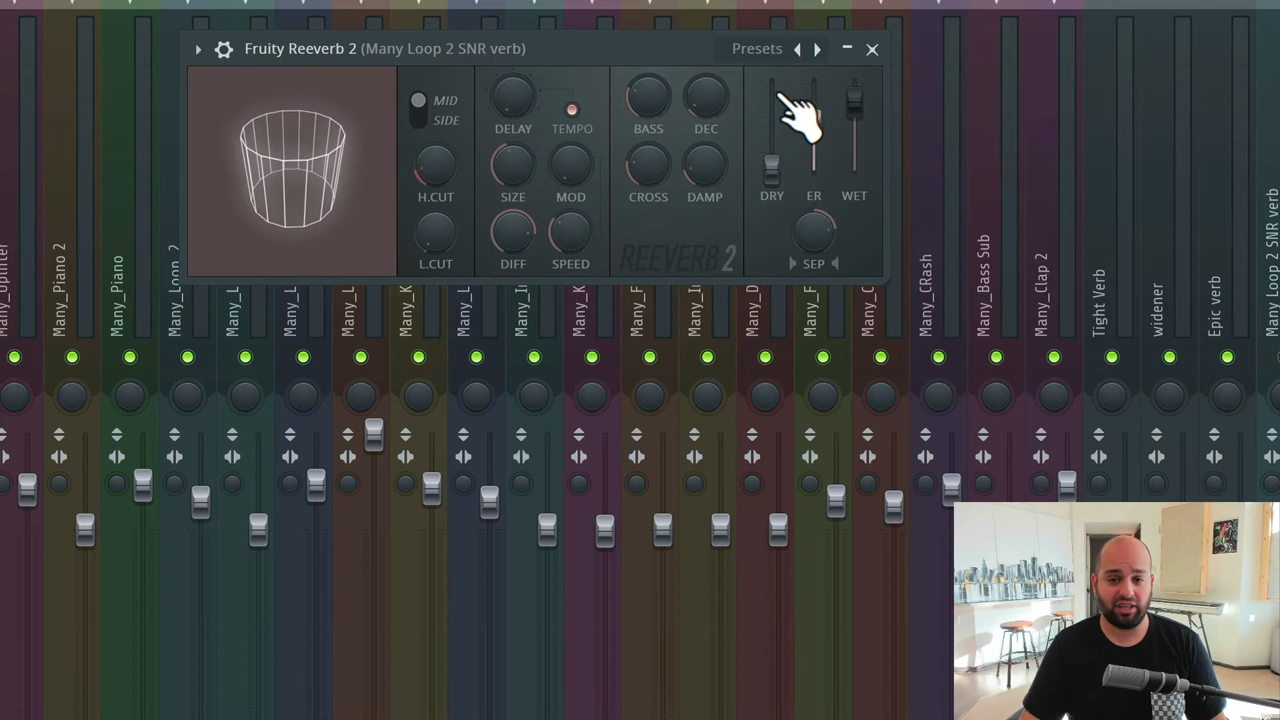 Fruity Reeverb 2 (Many Loop 2 SNR verb)
Presets
MID
SIDE
H.CUT
L.CUT
DELAY
TEMPO
SIZE
MOD
DIFF
SPEED
BASS
DEC
CROSS
DAMP
REEVERB 2
DRY
ER
WET
SEP
Many_Piano 2
Many_Piano
Many_Loop_2
Many_CRash
Many_Bass Sub
Many_Clap 2
Tight Verb
widener
Epic verb
Many Loop 2 SNR verb